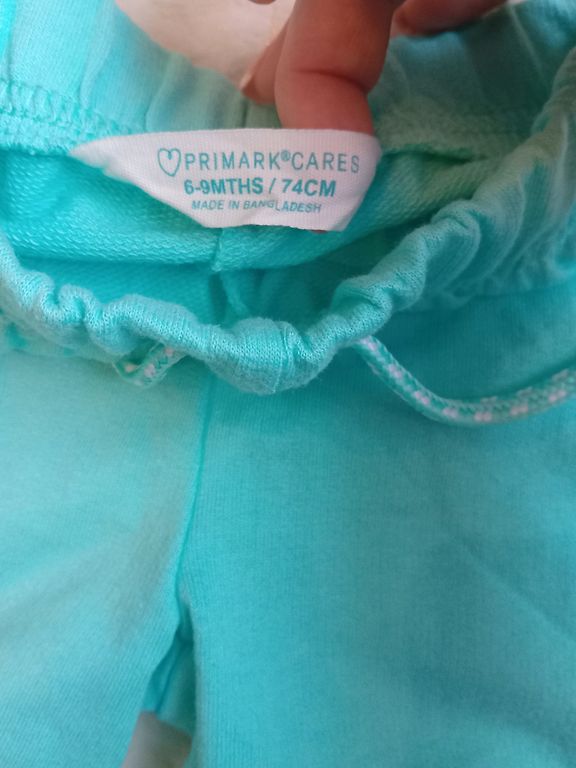 PRIMARK®CARES
6-9MTHS / 74CM
MADE IN BANGLADESH